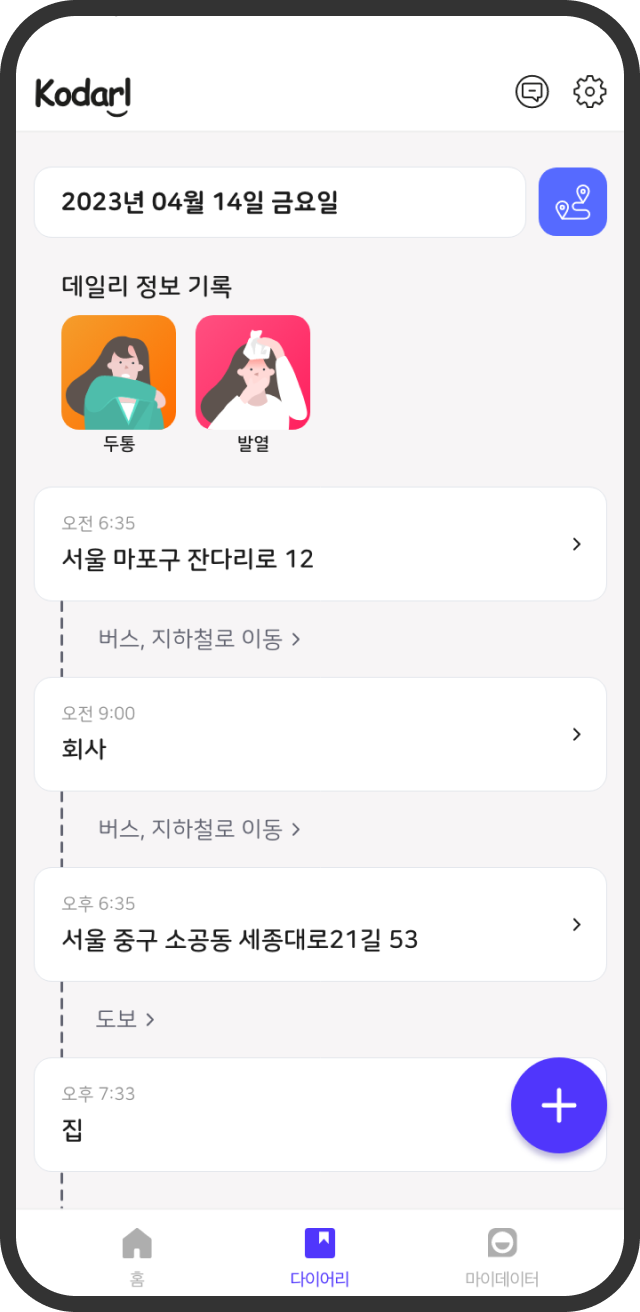 Kodarl
2023년 04월 14일 금요일
데일리 정보 기록
두통
발열
오전 6:35
서울 마포구 잔다리로 12
버스, 지하철로 이동
오전 9:00
회사
버스, 지하철로 이동
오후 6:35
서울 중구 소공동 세종대로21길 53
도보
오후 7:33
집
홈
다이어리
마이데이터